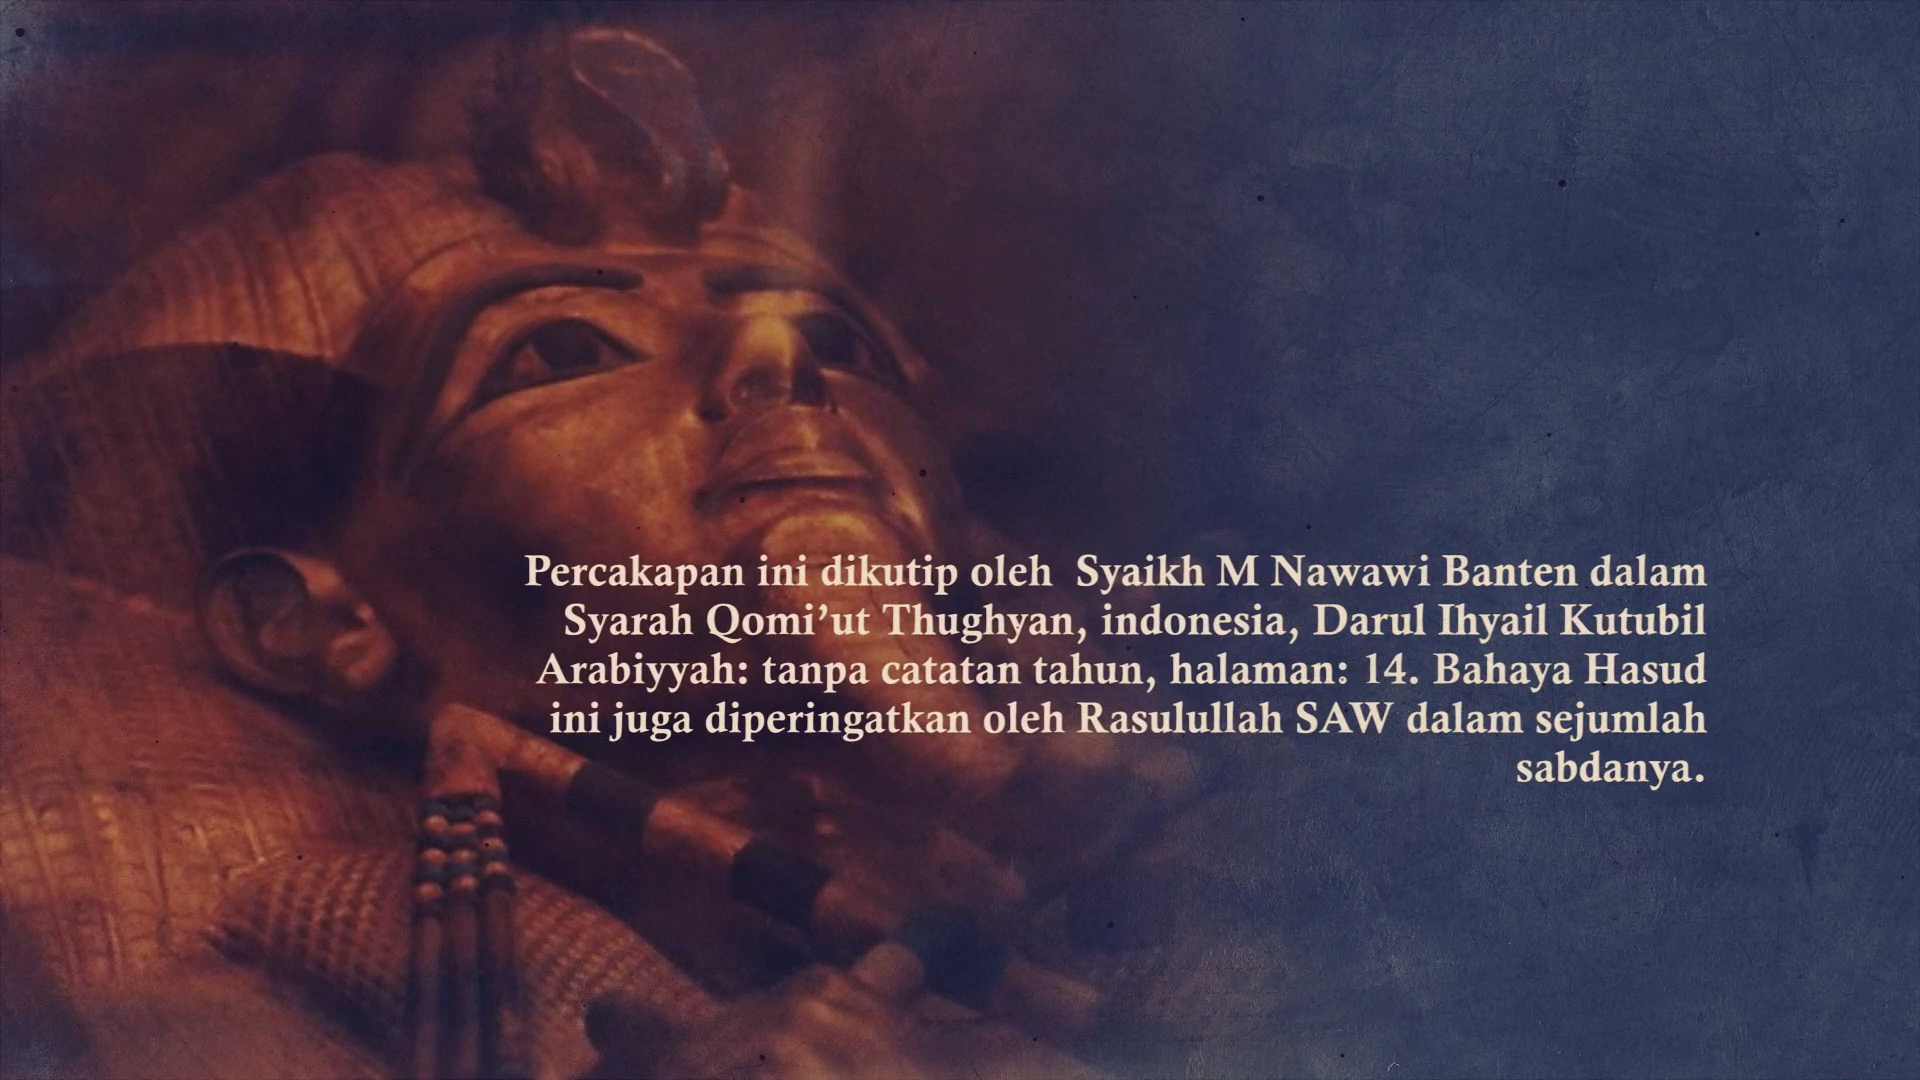 Percakapan ini dikutip oleh  Syaikh M Nawawi Banten dalam
Syarah Qomi’ut Thughyan, indonesia, Darul Ihyail Kutubil
Arabiyyah: tanpa catatan tahun, halaman: 14. Bahaya Hasud
ini juga diperingatkan oleh Rasulullah SAW dalam sejumlah
sabdanya.